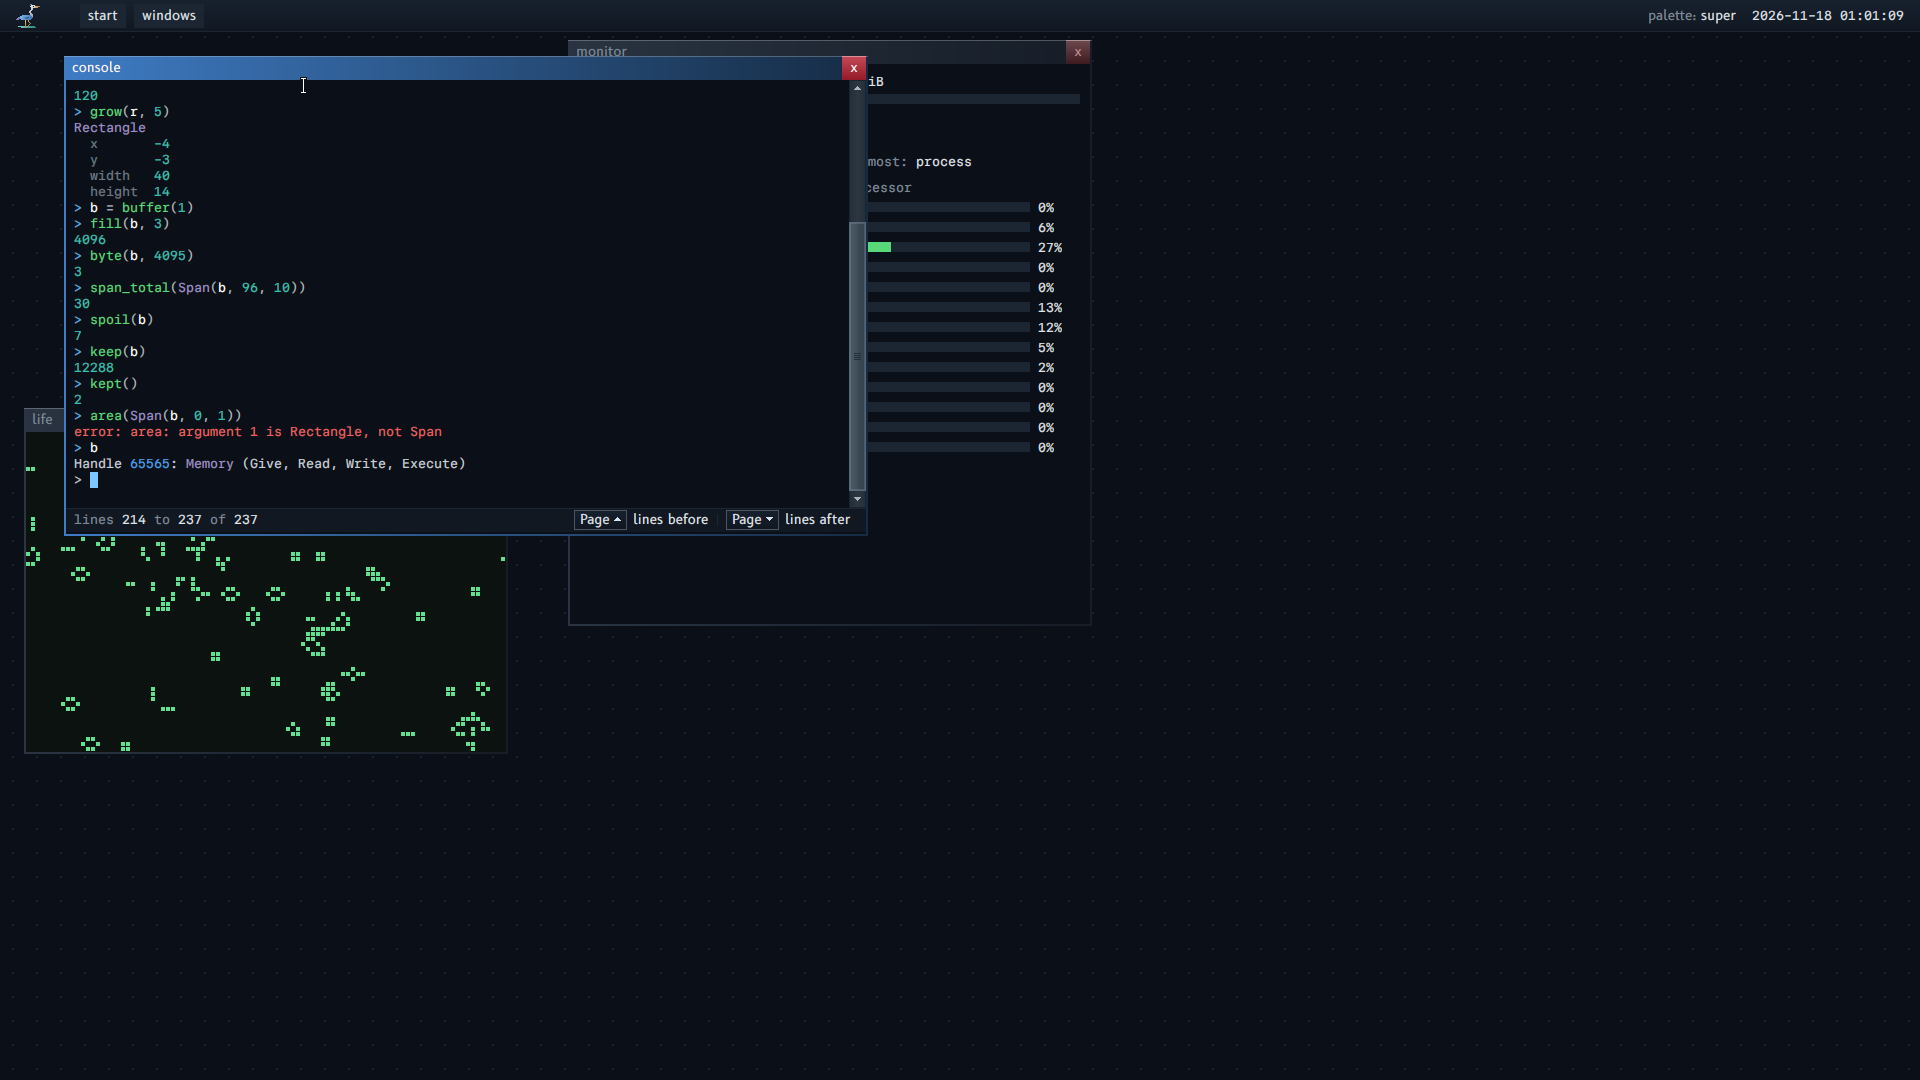 start windows palette: super 2026-11-18 01:01:09
monitor x
console x
iB
120
> grow(r, 5)
Rectangle
x -4
y -3
width 40
height 14
most: process
cessor
> b = buffer(1)
> fill(b, 3)
4096
> byte(b, 4095)
3
> span_total(Span(b, 96, 10))
30
> spoil(b)
7
> keep(b)
12288
> kept()
2
> area(Span(b, 0, 1))
error: area: argument 1 is Rectangle, not Span
> b
Handle 65565: Memory (Give, Read, Write, Execute)
>
lines 214 to 237 of 237 Page lines before Page lines after
0%
6%
27%
0%
0%
13%
12%
5%
2%
0%
0%
0%
0%
life